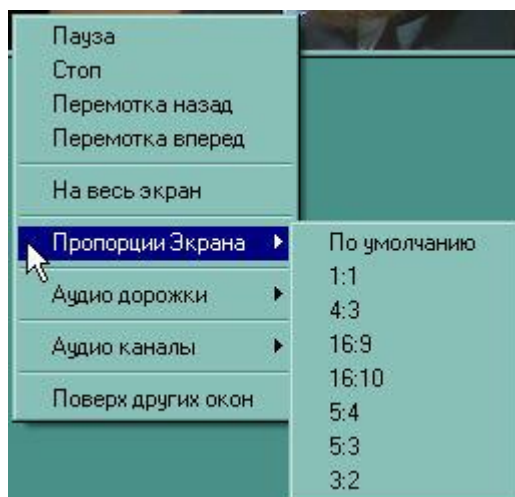 Пауза
Стоп
Перемотка назад
Перемотка вперед
На весь экран
Пропорции Экрана
Аудио дорожки
Аудио каналы
Поверх других окон
По умолчанию
1:1
4:3
16:9
16:10
5:4
5:3
3:2